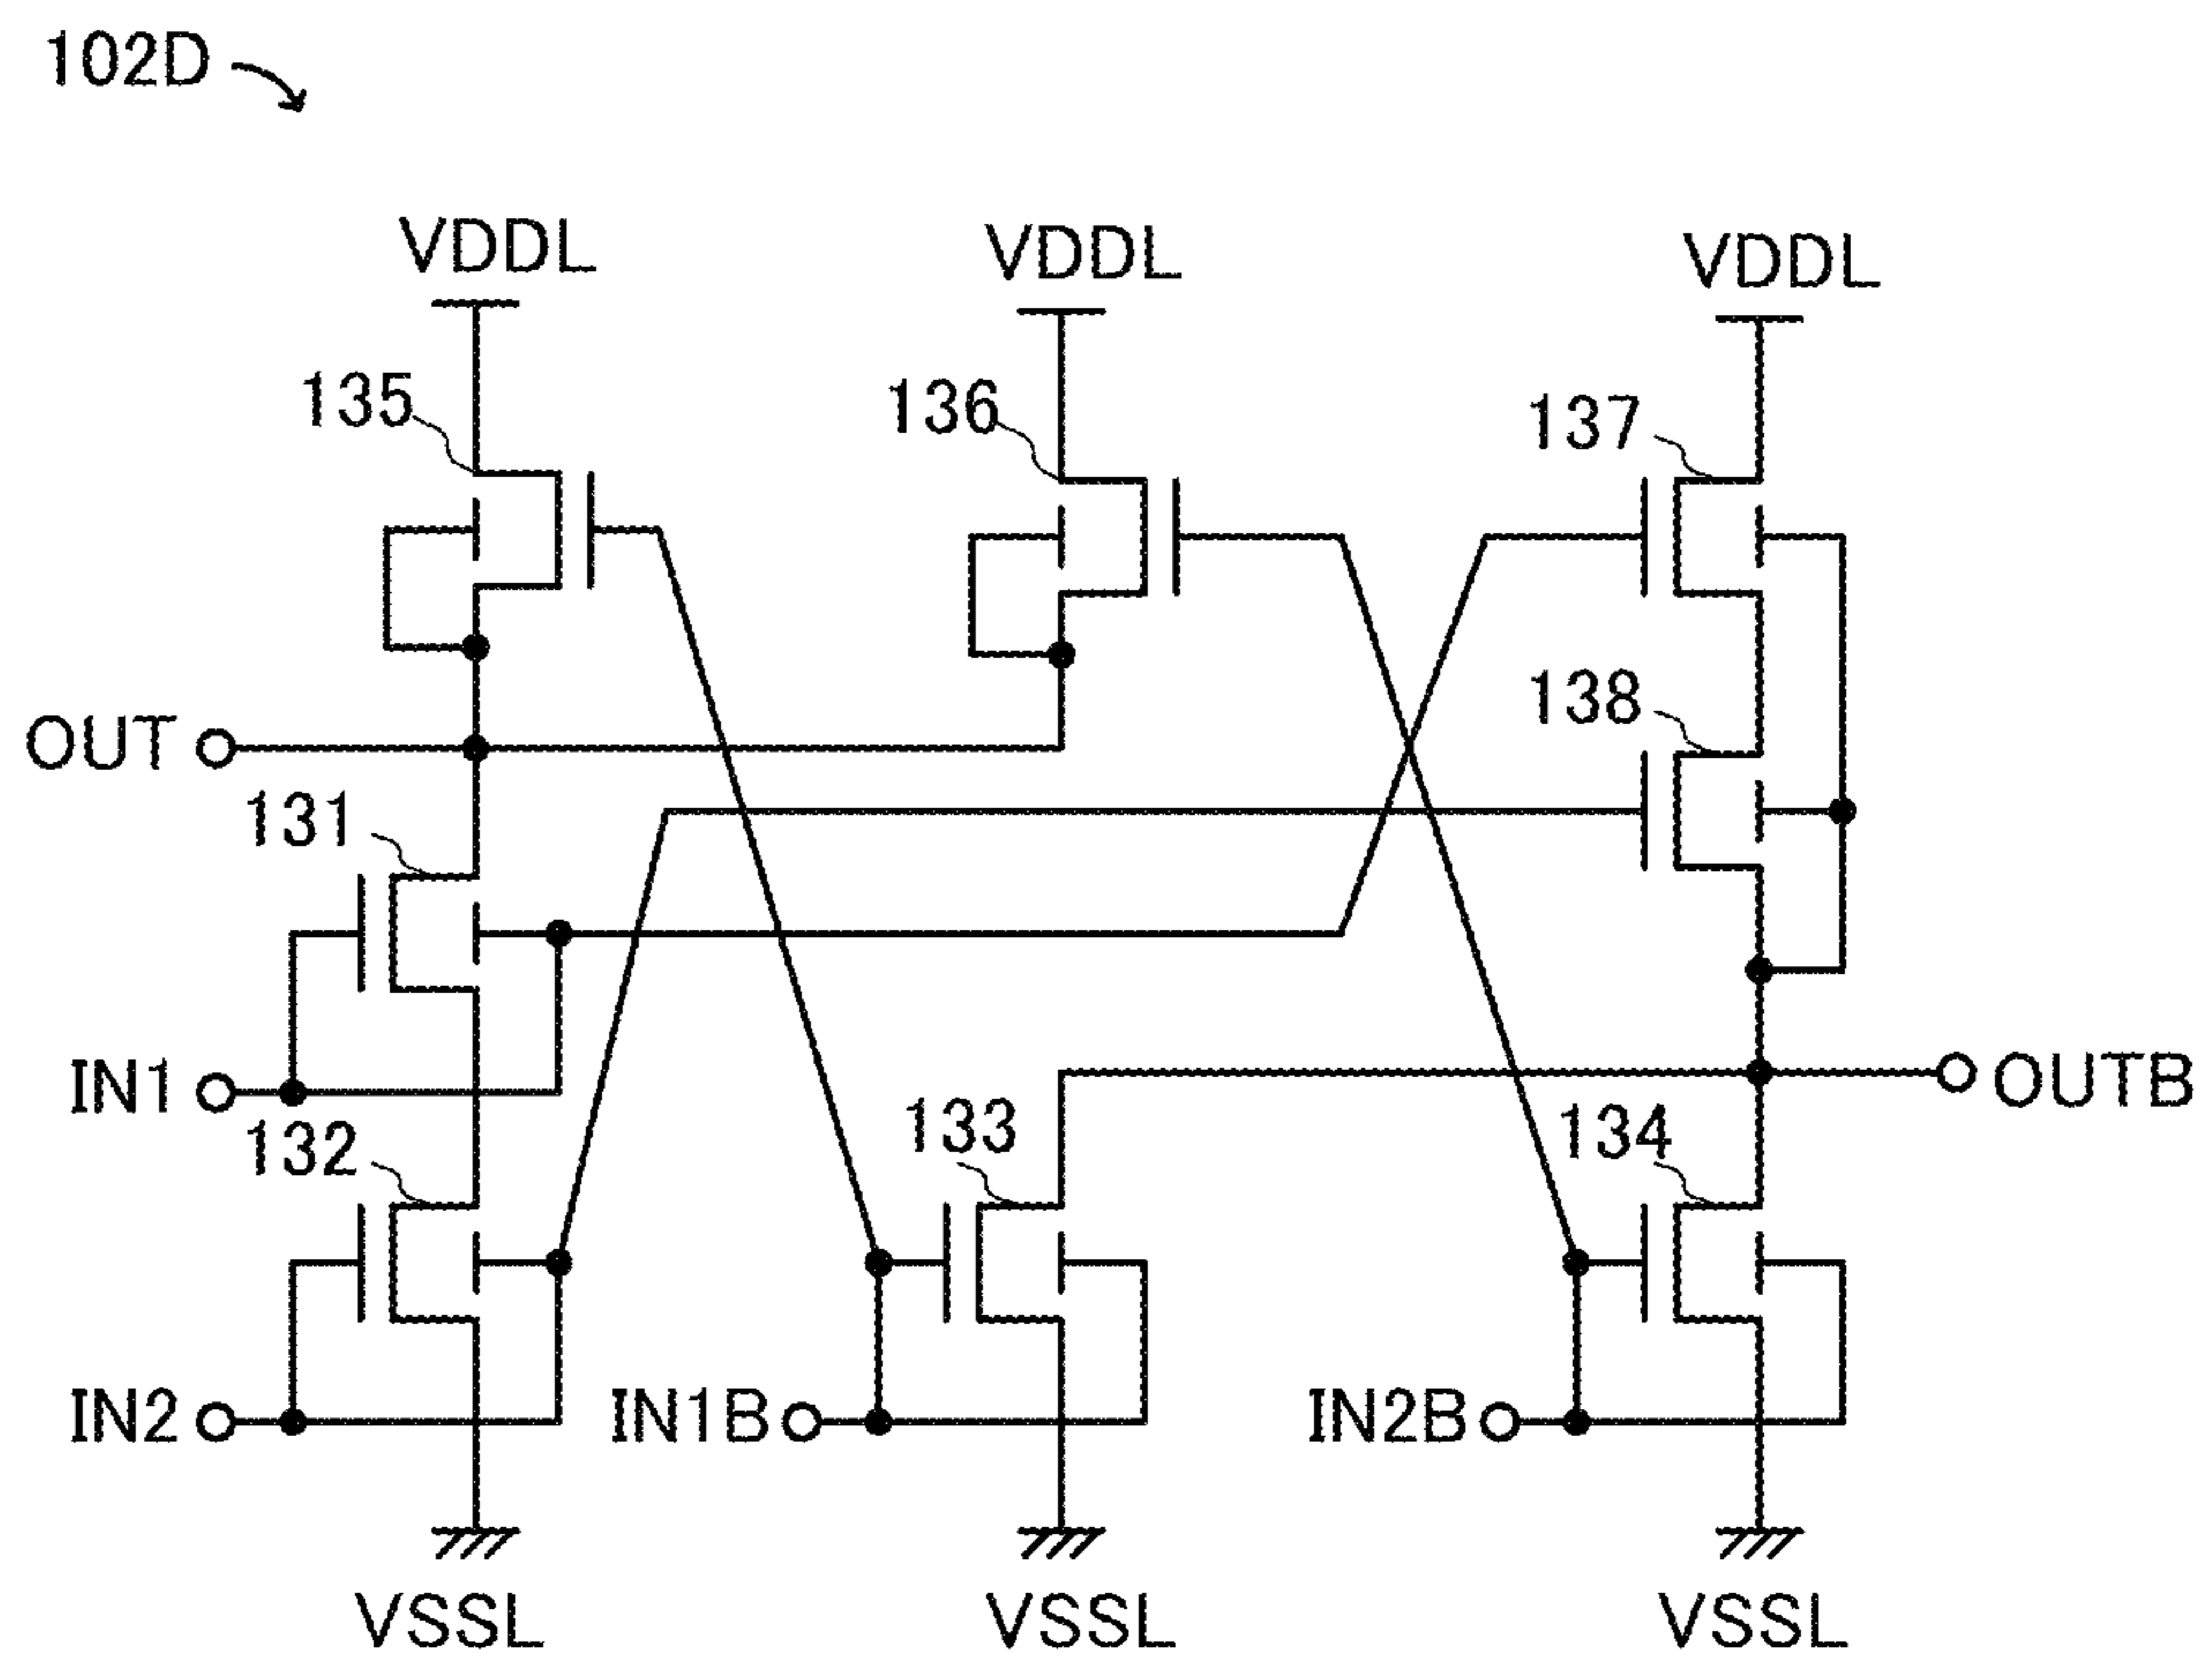 102D
VDDL VDDL VDDL
135 136 137
138
OUT
131
IN1
OUTB
132 133 134
IN2 IN1B IN2B
VSSL VSSL VSSL